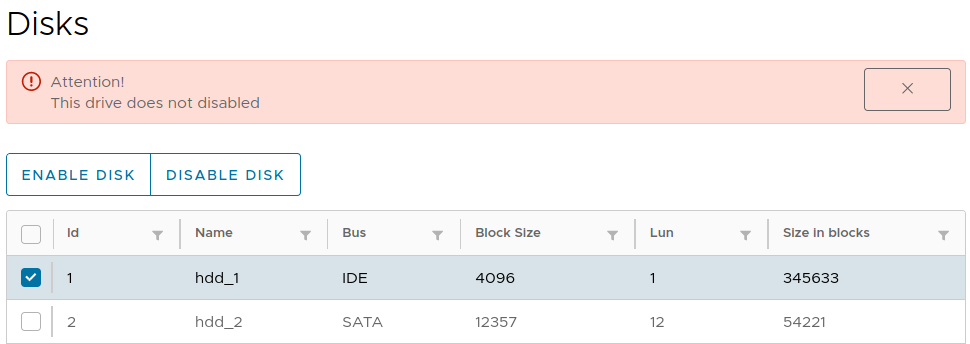 Disks
Attention!
This drive does not disabled
ENABLE DISK DISABLE DISK
Id Name Bus Block Size Lun Size in blocks
1 hdd_1 IDE 4096 1 345633
2 hdd_2 SATA 12357 12 54221